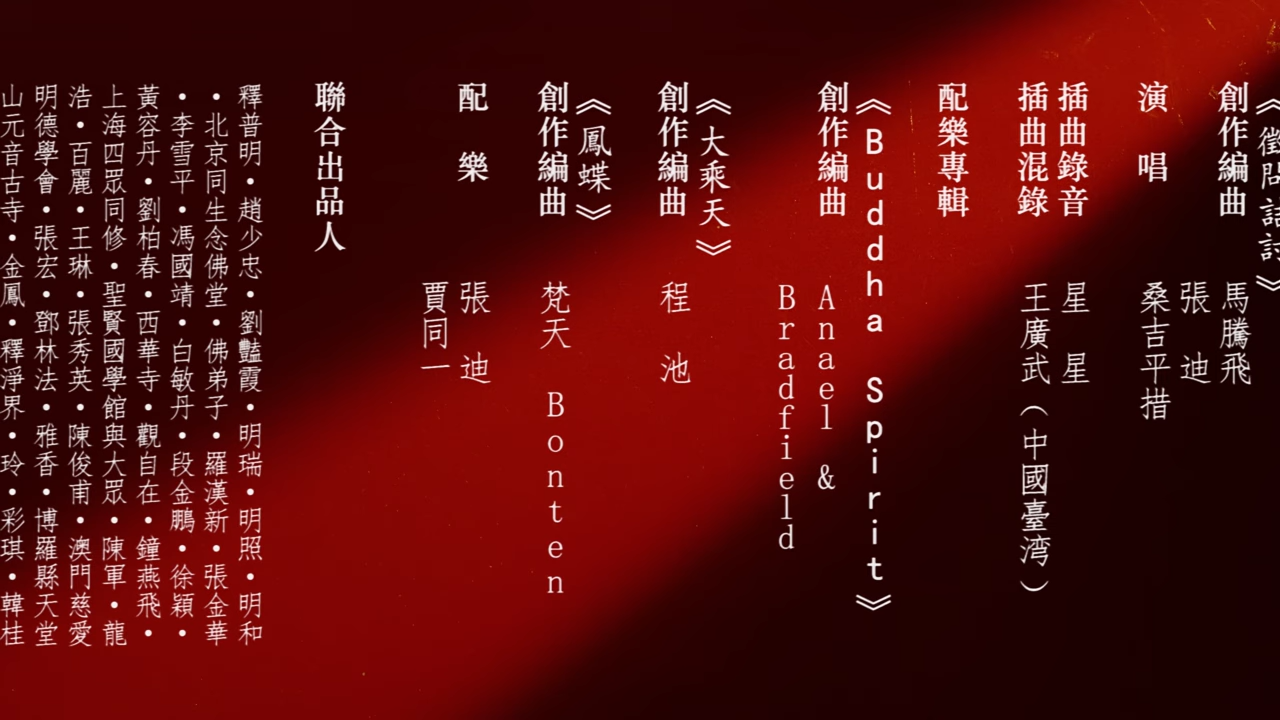 創作編曲 馬騰飛
張 迪
演 唱 桑吉平措
插曲錄音 星 星
插曲混錄 王廣武（中國臺湾）
配樂專輯
《Buddha Spirit》
創作編曲 Anael &
Bradfield
《大乘天》
創作編曲 程 池
《鳳蝶》
創作編曲 梵天 Bonten
配 樂 張 迪
賈同一
聯合出品人
釋普明・趙少忠・劉豔霞・明瑞・明照・明和
・北京同生念佛堂・佛弟子・羅漢新・張金華
・李雪平・馮國靖・白敏丹・段金鵬・徐穎・
黃容丹・劉柏春・西華寺・觀自在・鐘燕飛・
上海四眾同修・聖賢國學館與大眾・陳軍・龍
浩・百麗・王琳・張秀英・陳俊甫・澳門慈愛
明德學會・張宏・鄧林法・雅香・博羅縣天堂
山元音古寺・金鳳・釋淨界・玲・彩琪・韓桂